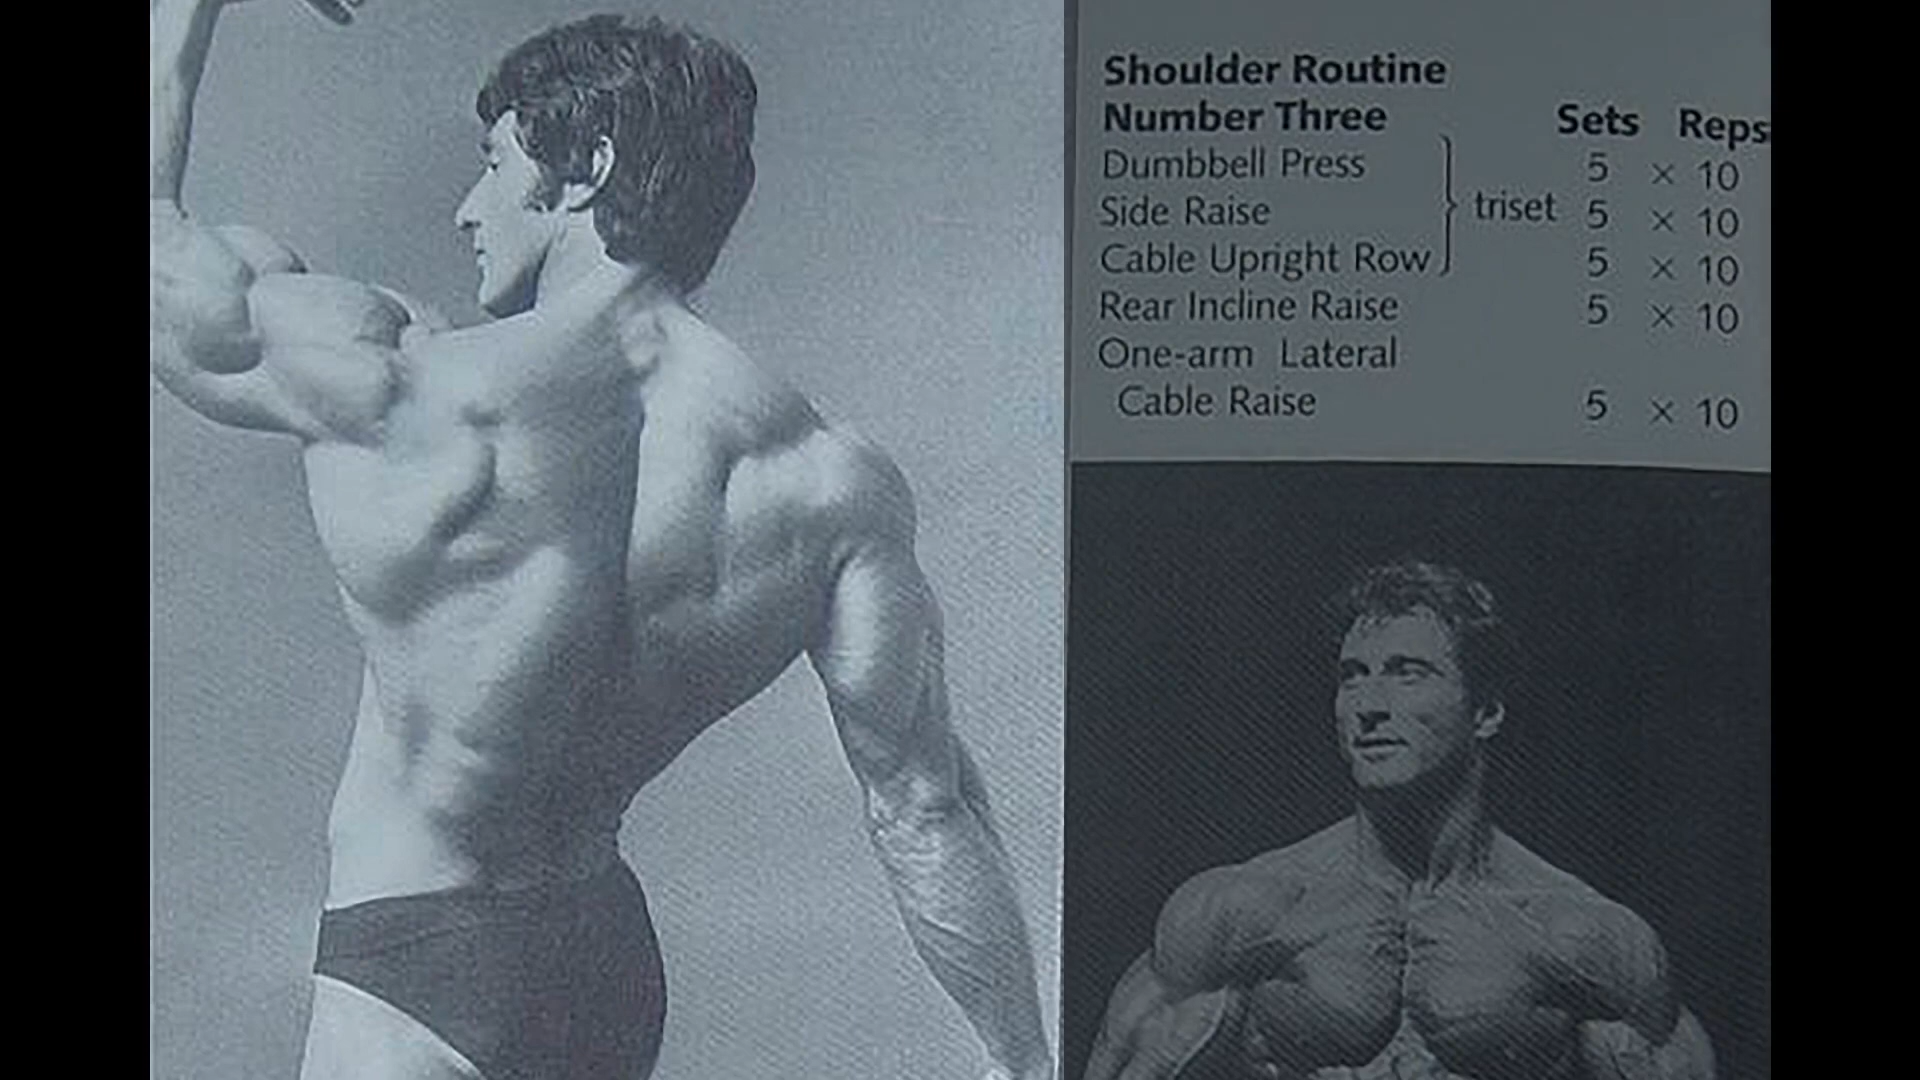 Shoulder Routine
Number Three Sets Reps
Dumbbell Press 5 × 10
Side Raise triset 5 × 10
Cable Upright Row 5 × 10
Rear Incline Raise 5 × 10
One-arm Lateral
Cable Raise 5 × 10